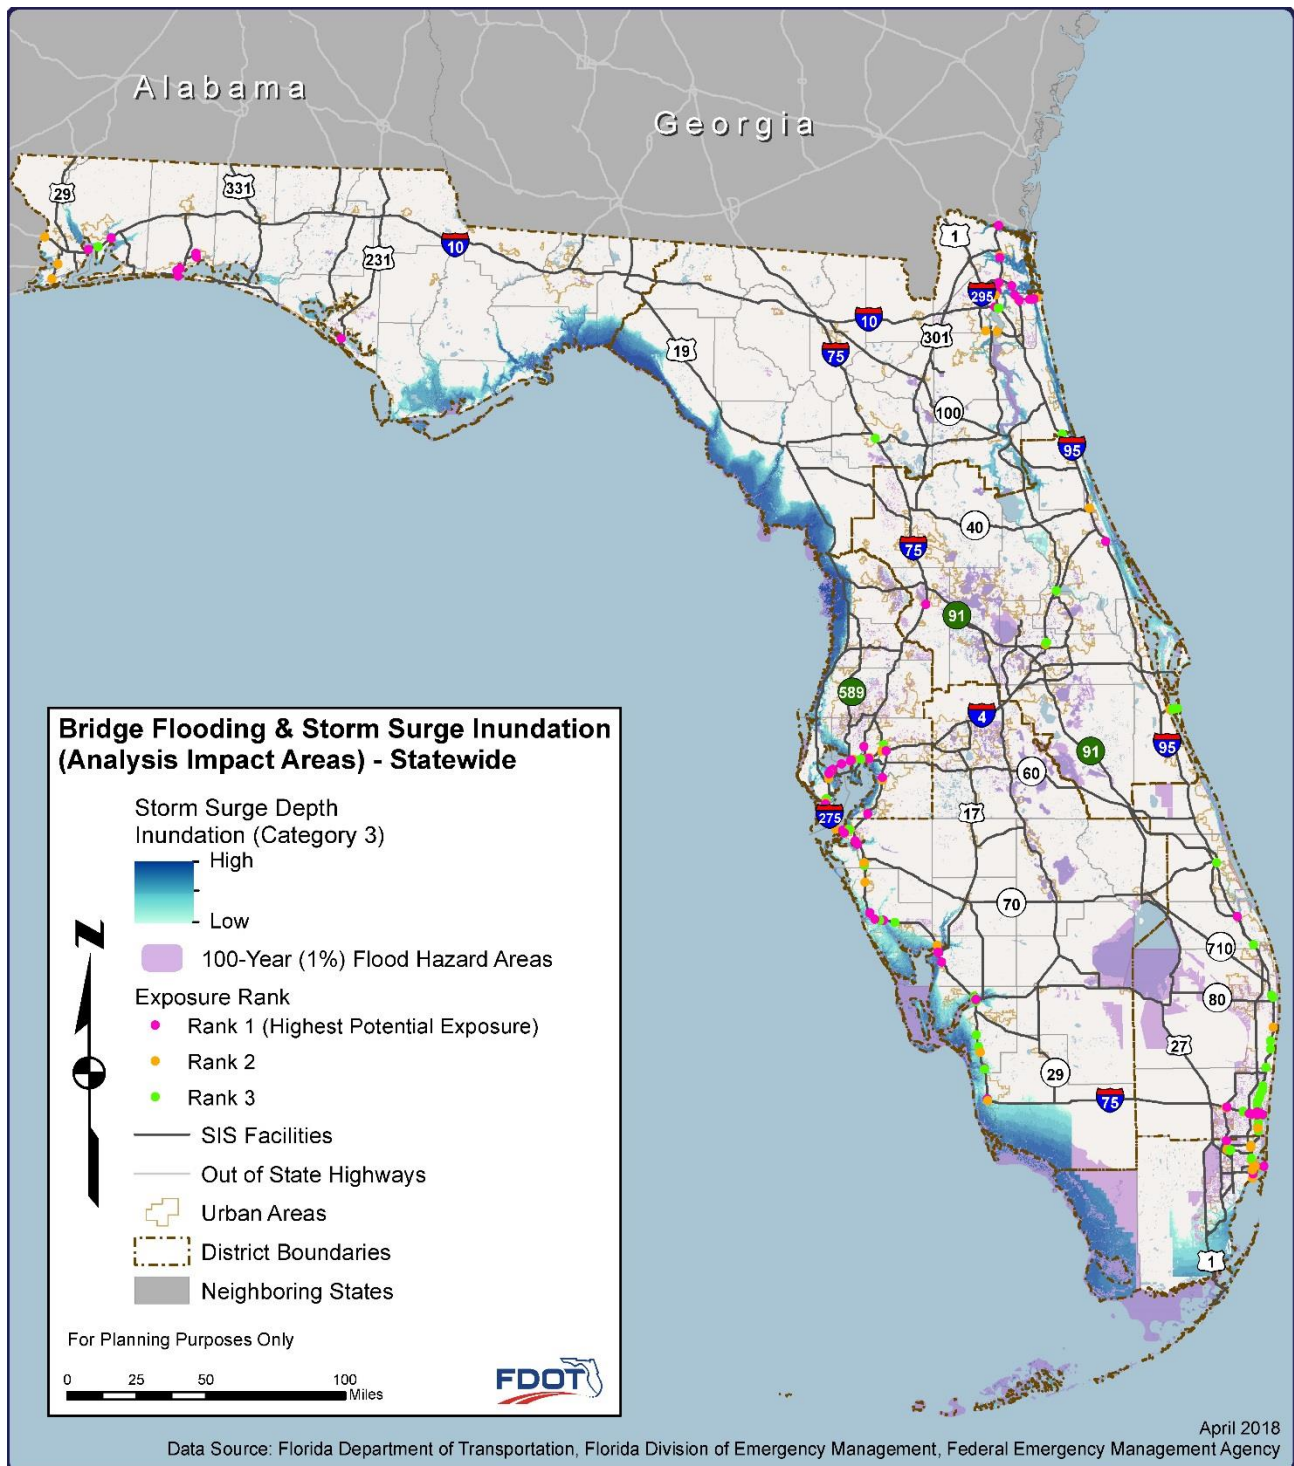 Alabama
Georgia
29
331
231
10
1
295
10
301
19
75
100
95
40
75
91
589
4
91
95
60
275
17
70
710
80
27
29
75
1
Bridge Flooding & Storm Surge Inundation
(Analysis Impact Areas) - Statewide
Storm Surge Depth
Inundation (Category 3)
High
Low
100-Year (1%) Flood Hazard Areas
Exposure Rank
Rank 1 (Highest Potential Exposure)
Rank 2
Rank 3
SIS Facilities
Out of State Highways
Urban Areas
District Boundaries
Neighboring States
N
For Planning Purposes Only
0 25 50 100
Miles
FDOT
April 2018
Data Source: Florida Department of Transportation, Florida Division of Emergency Management, Federal Emergency Management Agency